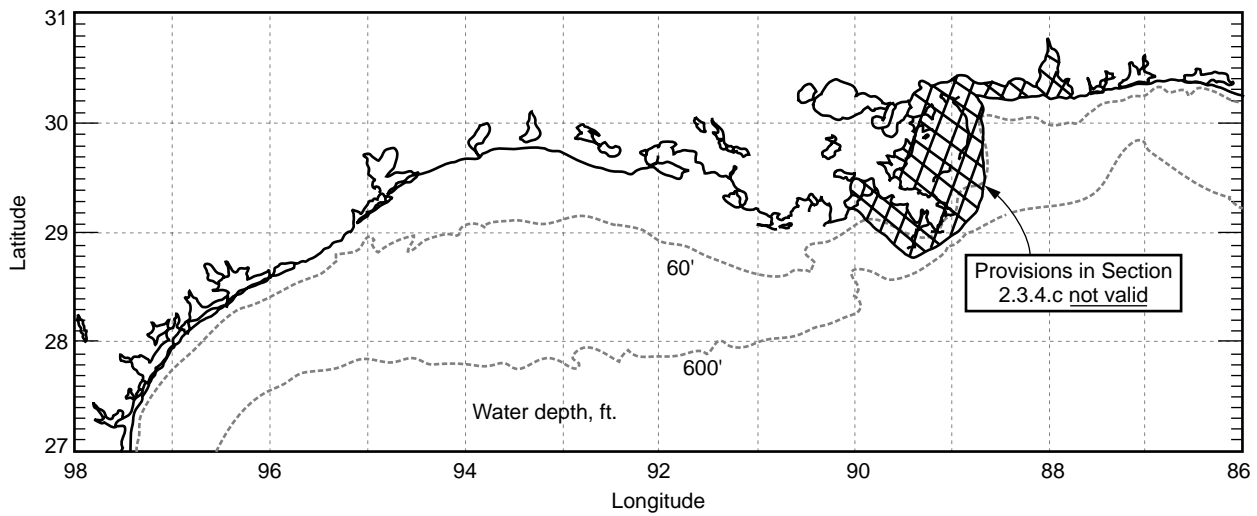 31
30
29
28
27
Latitude
60'
600'
Water depth, ft.
Provisions in Section
2.3.4.c not valid
98
96
94
92
90
88
86
Longitude